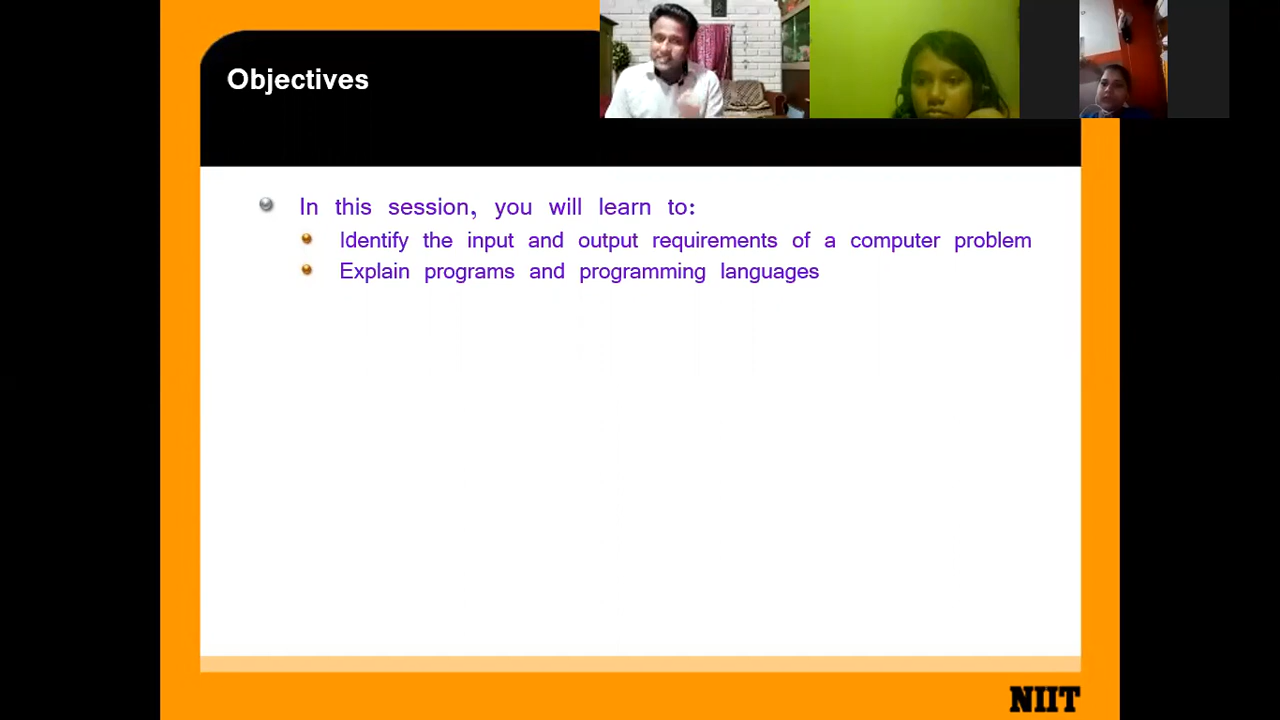 Objectives
In this session, you will learn to:
Identify the input and output requirements of a computer problem
Explain programs and programming languages
NIIT